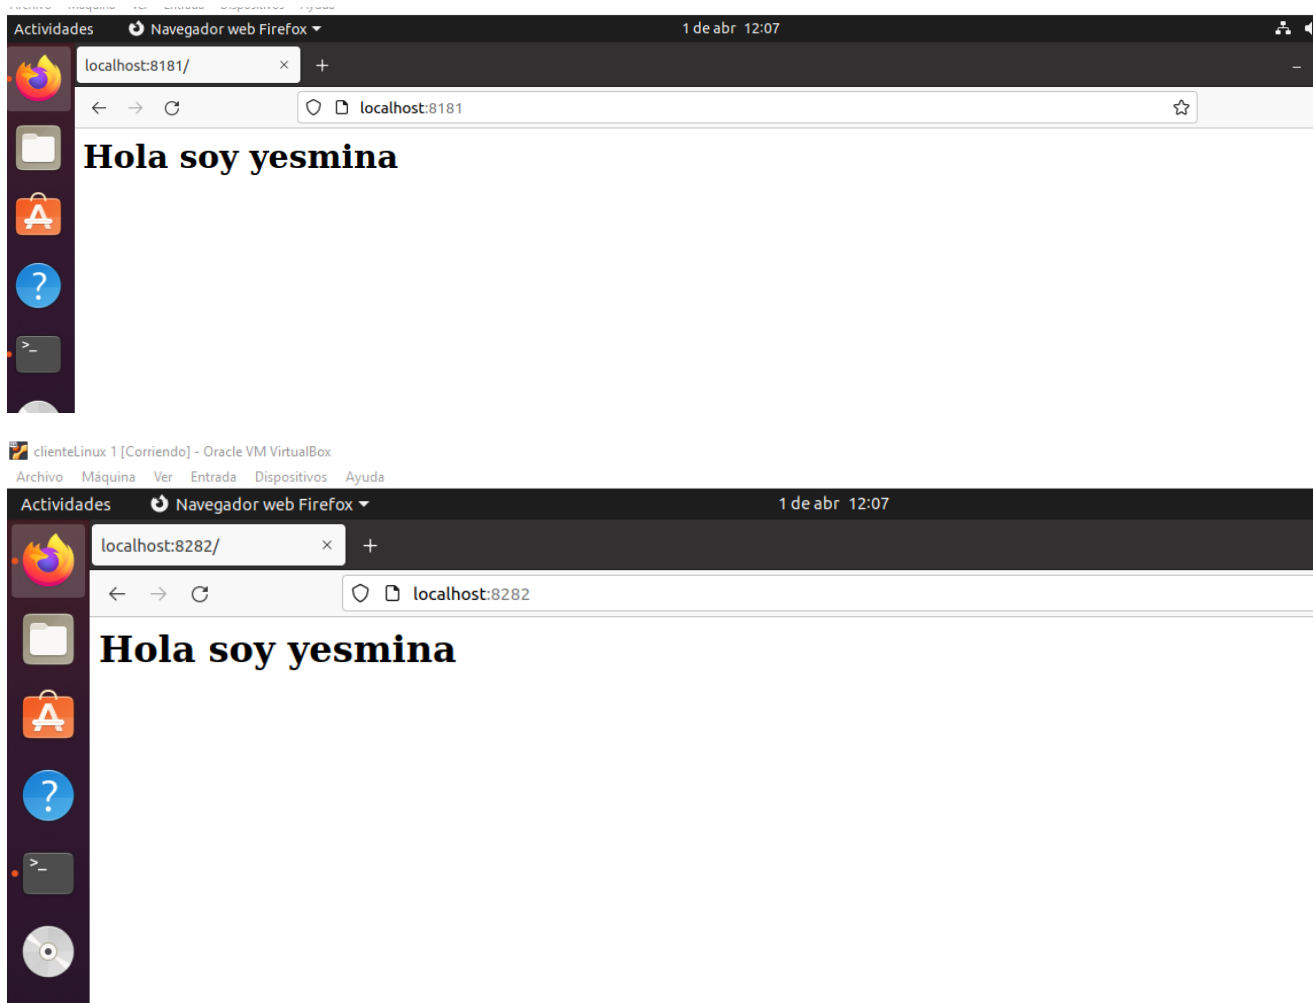 Actividades Navegador web Firefox 1 de abr 12:07
localhost:8181/
localhost:8181
Hola soy yesmina
clienteLinux 1 [Corriendo] - Oracle VM VirtualBox
Archivo Máquina Ver Entrada Dispositivos Ayuda
Actividades Navegador web Firefox 1 de abr 12:07
localhost:8282/
localhost:8282
Hola soy yesmina